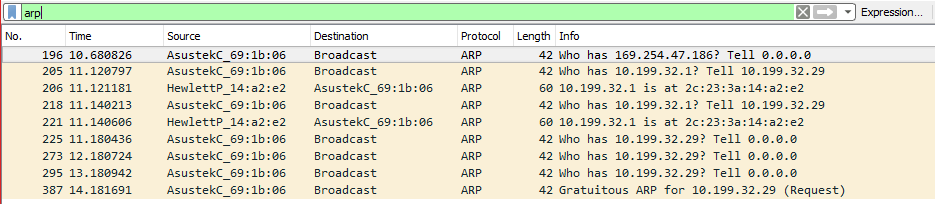 arp Expression...
No. Time Source Destination Protocol Length Info
196 10.680826 AsustekC_69:1b:06 Broadcast ARP 42 Who has 169.254.47.186? Tell 0.0.0.0
205 11.120797 AsustekC_69:1b:06 Broadcast ARP 42 Who has 10.199.32.1? Tell 10.199.32.29
206 11.121181 HewlettP_14:a2:e2 AsustekC_69:1b:06 ARP 60 10.199.32.1 is at 2c:23:3a:14:a2:e2
218 11.140213 AsustekC_69:1b:06 Broadcast ARP 42 Who has 10.199.32.1? Tell 10.199.32.29
221 11.140606 HewlettP_14:a2:e2 AsustekC_69:1b:06 ARP 60 10.199.32.1 is at 2c:23:3a:14:a2:e2
225 11.180436 AsustekC_69:1b:06 Broadcast ARP 42 Who has 10.199.32.29? Tell 0.0.0.0
273 12.180724 AsustekC_69:1b:06 Broadcast ARP 42 Who has 10.199.32.29? Tell 0.0.0.0
295 13.180942 AsustekC_69:1b:06 Broadcast ARP 42 Who has 10.199.32.29? Tell 0.0.0.0
387 14.181691 AsustekC_69:1b:06 Broadcast ARP 42 Gratuitous ARP for 10.199.32.29 (Request)